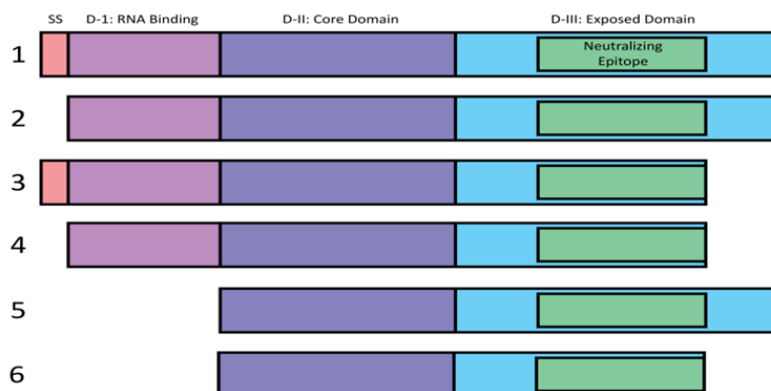 SS D-1: RNA Binding D-II: Core Domain D-III: Exposed Domain
1
Neutralizing
Epitope
2
3
4
5
6